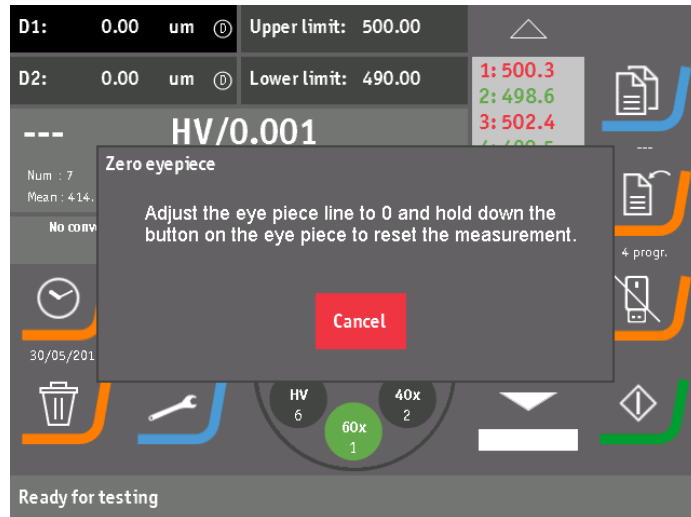 D1: 0.00 um D Upper limit: 500.00
D2: 0.00 um D Lower limit: 490.00
1: 500.3
2: 498.6
3: 502.4
--- HV/0.001
---
Num : 7
Mean : 414.
Zero eyepiece
Adjust the eye piece line to 0 and hold down the
button on the eye piece to reset the measurement.
Cancel
4 progr.
30/05/201
HV
6
60x
1
40x
2
Ready for testing